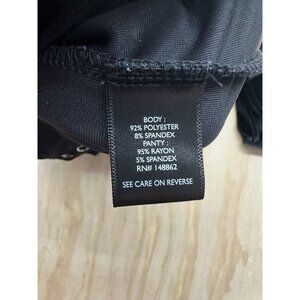 BODY :
92% POLYESTER
8% SPANDEX
PANTY :
95% RAYON
5% SPANDEX
RN# 148862
SEE CARE ON REVERSE